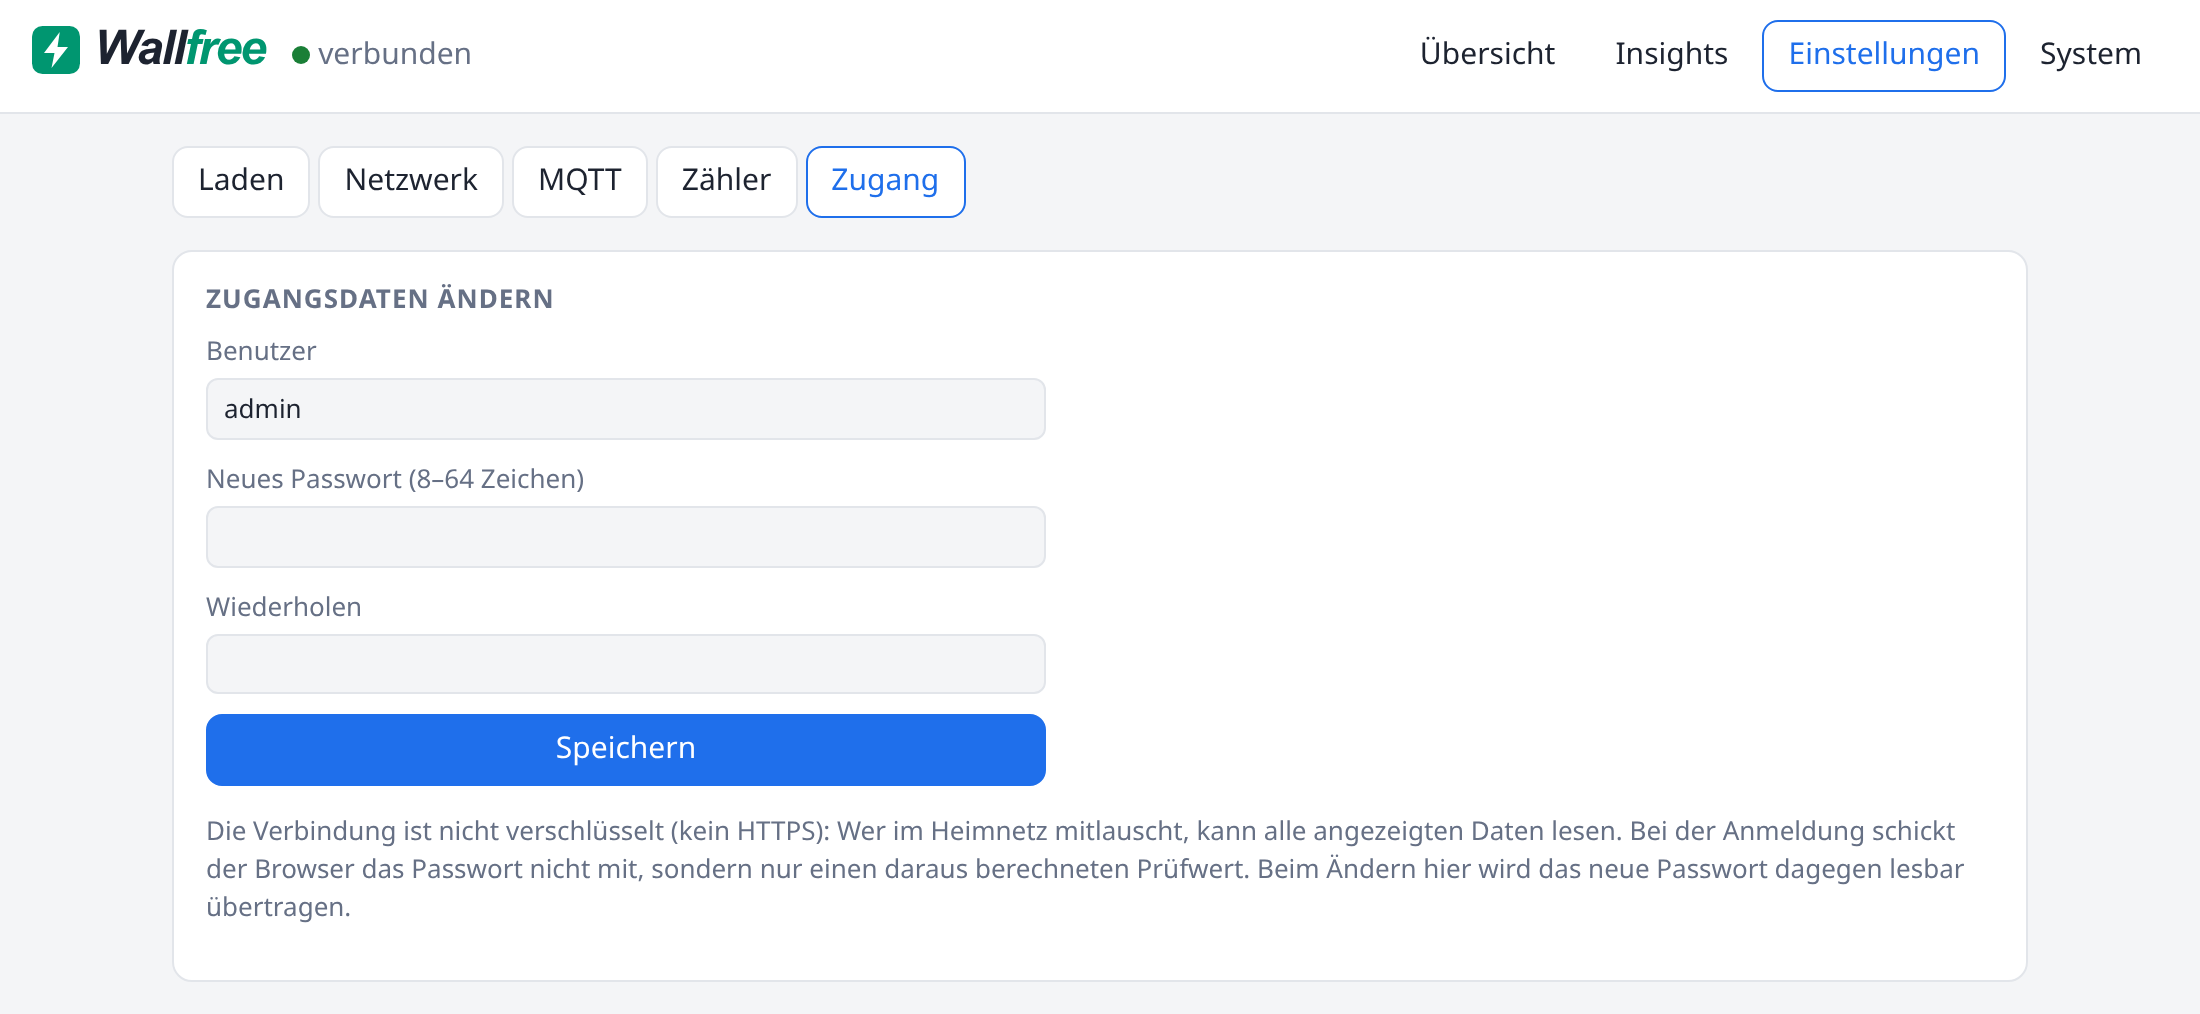 Wallfree verbunden Übersicht Insights Einstellungen System
Laden Netzwerk MQTT Zähler Zugang
ZUGANGSDATEN ÄNDERN
Benutzer
admin
Neues Passwort (8–64 Zeichen)
Wiederholen
Speichern
Die Verbindung ist nicht verschlüsselt (kein HTTPS): Wer im Heimnetz mitlauscht, kann alle angezeigten Daten lesen. Bei der Anmeldung schickt
der Browser das Passwort nicht mit, sondern nur einen daraus berechneten Prüfwert. Beim Ändern hier wird das neue Passwort dagegen lesbar
übertragen.